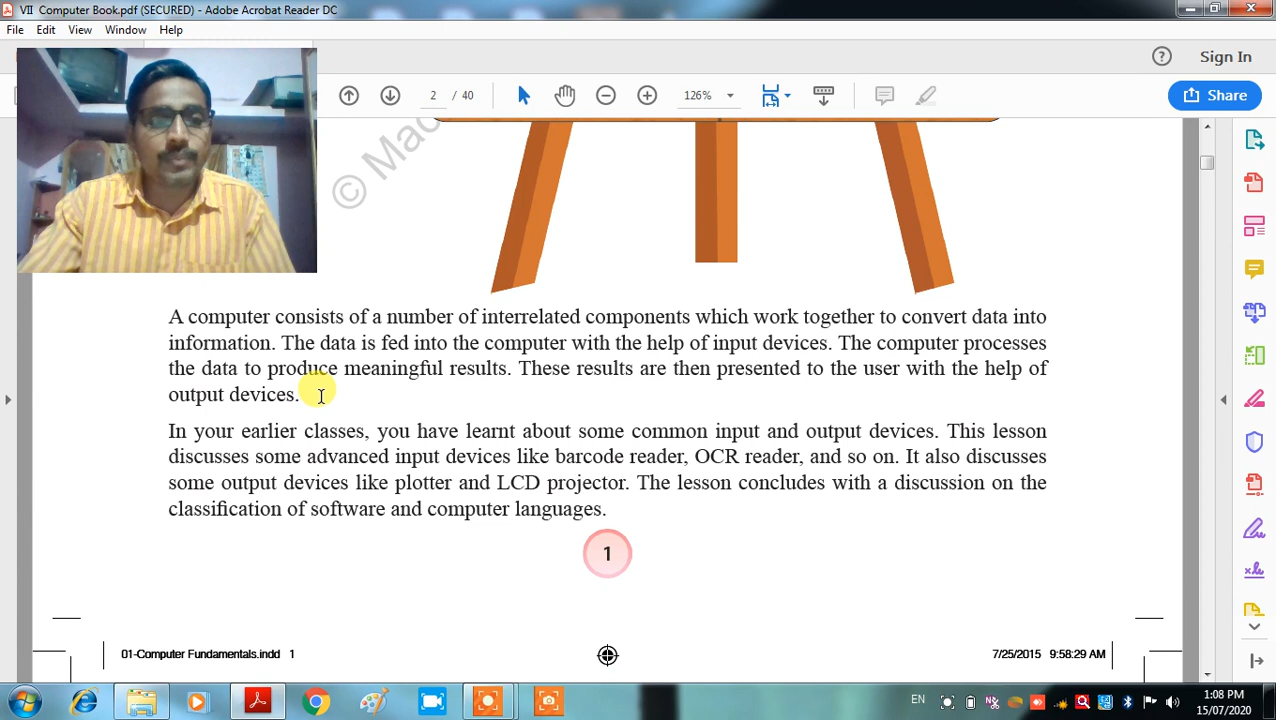 VII Computer Book.pdf (SECURED) - Adobe Acrobat Reader DC
File Edit View Window Help
Sign In
2 / 40
126%
Share
© Mac
A computer consists of a number of interrelated components which work together to convert data into
information. The data is fed into the computer with the help of input devices. The computer processes
the data to produce meaningful results. These results are then presented to the user with the help of
output devices.
In your earlier classes, you have learnt about some common input and output devices. This lesson
discusses some advanced input devices like barcode reader, OCR reader, and so on. It also discusses
some output devices like plotter and LCD projector. The lesson concludes with a discussion on the
classification of software and computer languages.
1
01-Computer Fundamentals.indd 1
7/25/2015 9:58:29 AM
EN
1:08 PM
15/07/2020